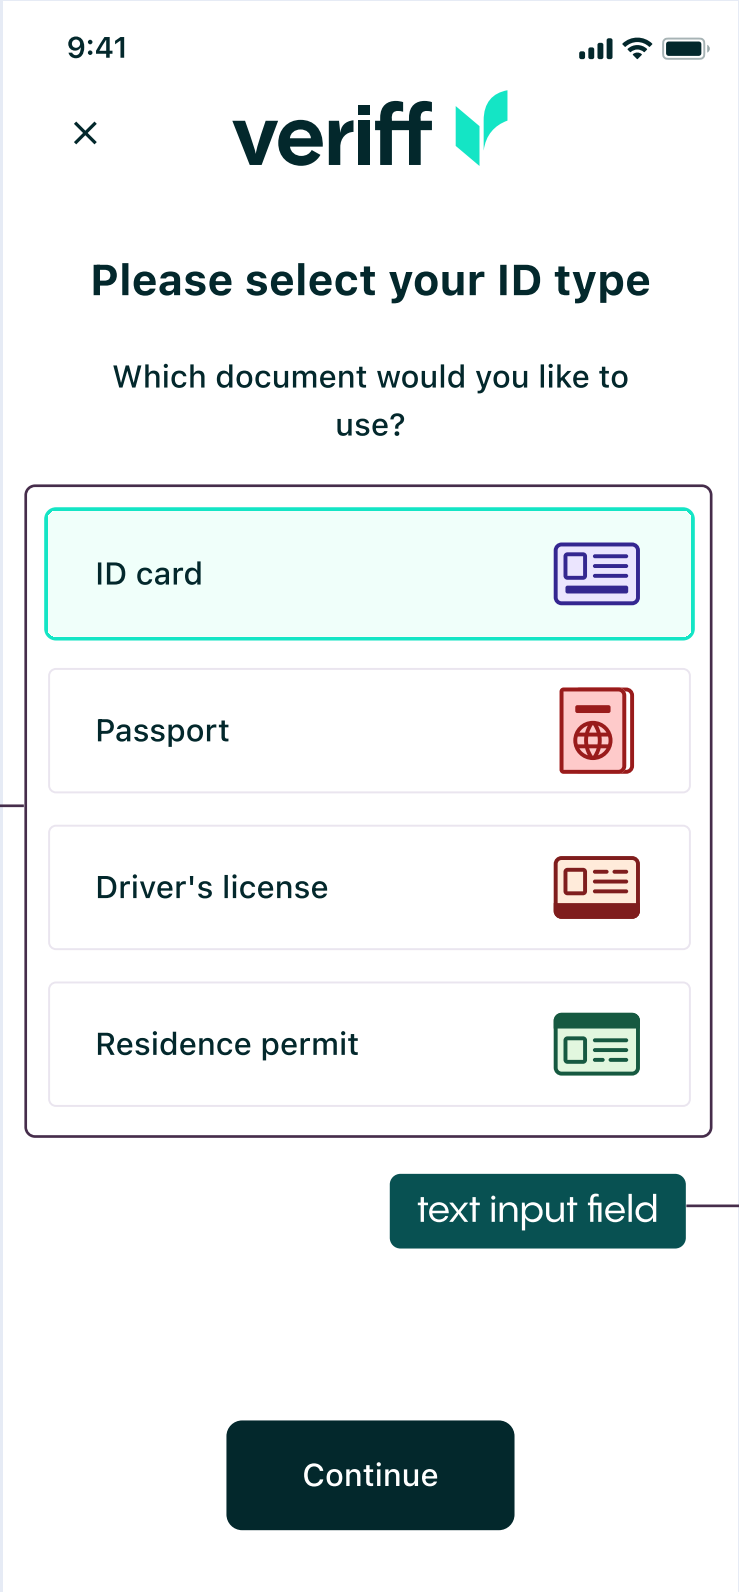 9:41
veriff
Please select your ID type
Which document would you like to
use?
ID card
Passport
Driver's license
Residence permit
text input field
Continue